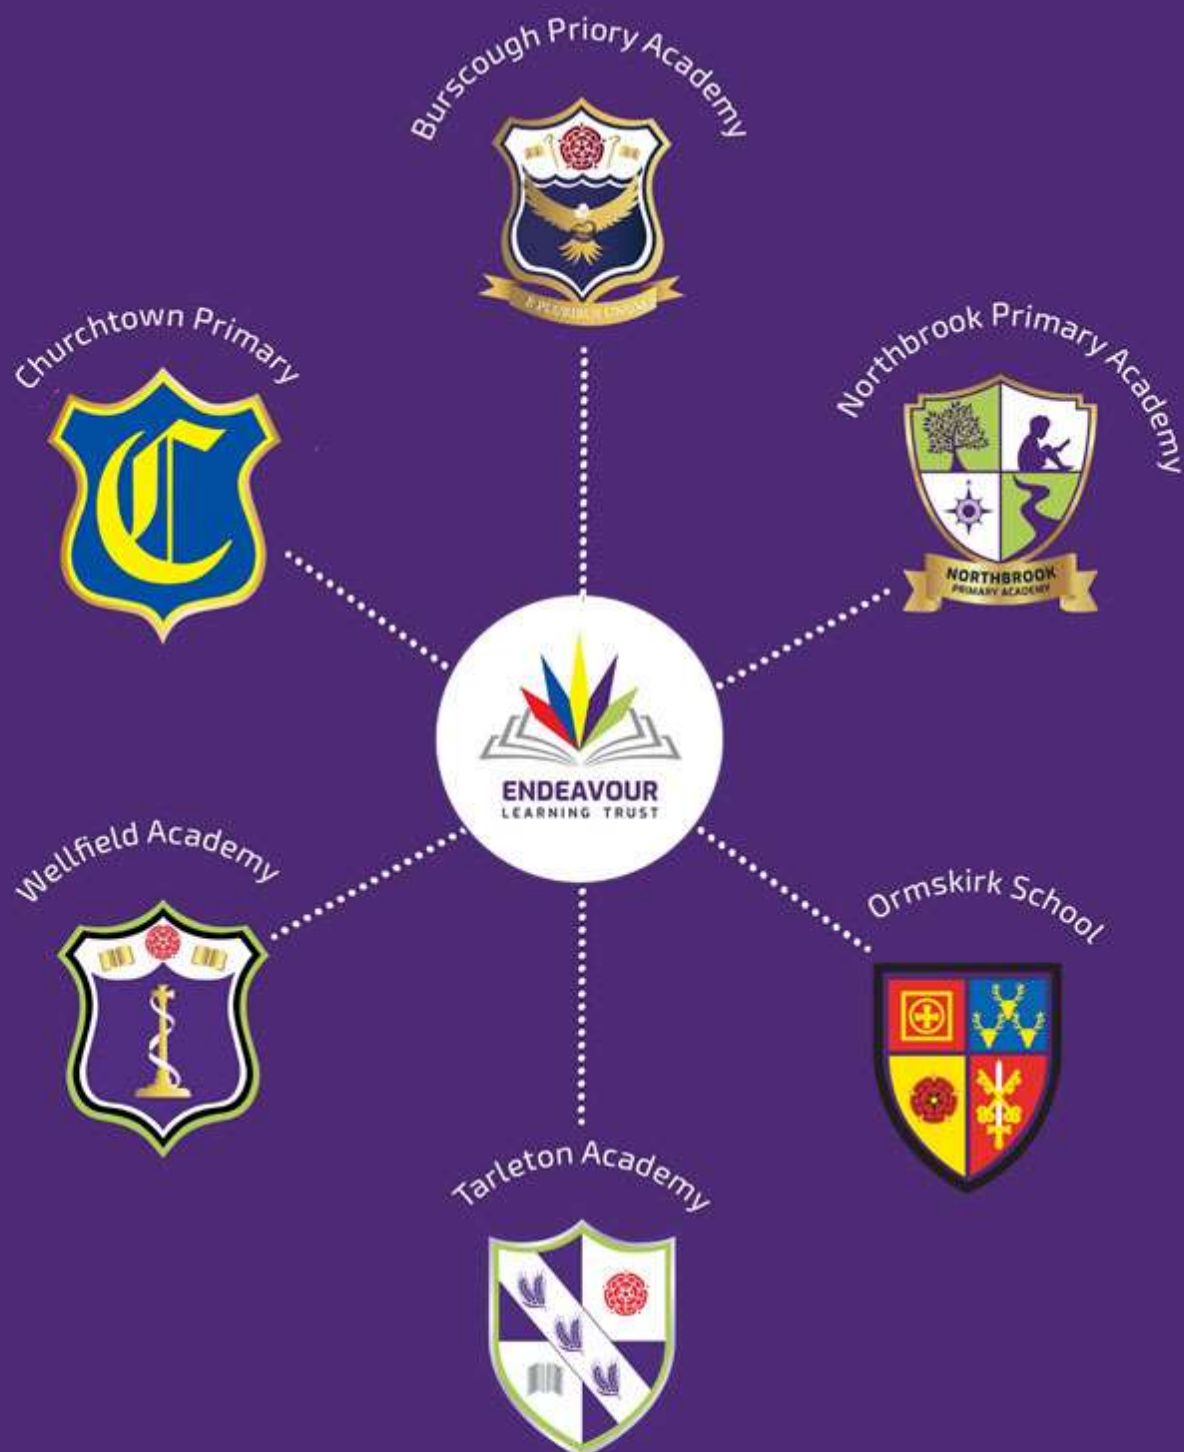 Burscough Priory Academy
E PLURIBUS UNUM
Churchtown Primary
C
Northbrook Primary Academy
NORTHBROOK
PRIMARY ACADEMY
ENDEAVOUR
LEARNING TRUST
Wellfield Academy
Ormskirk School
Tarleton Academy